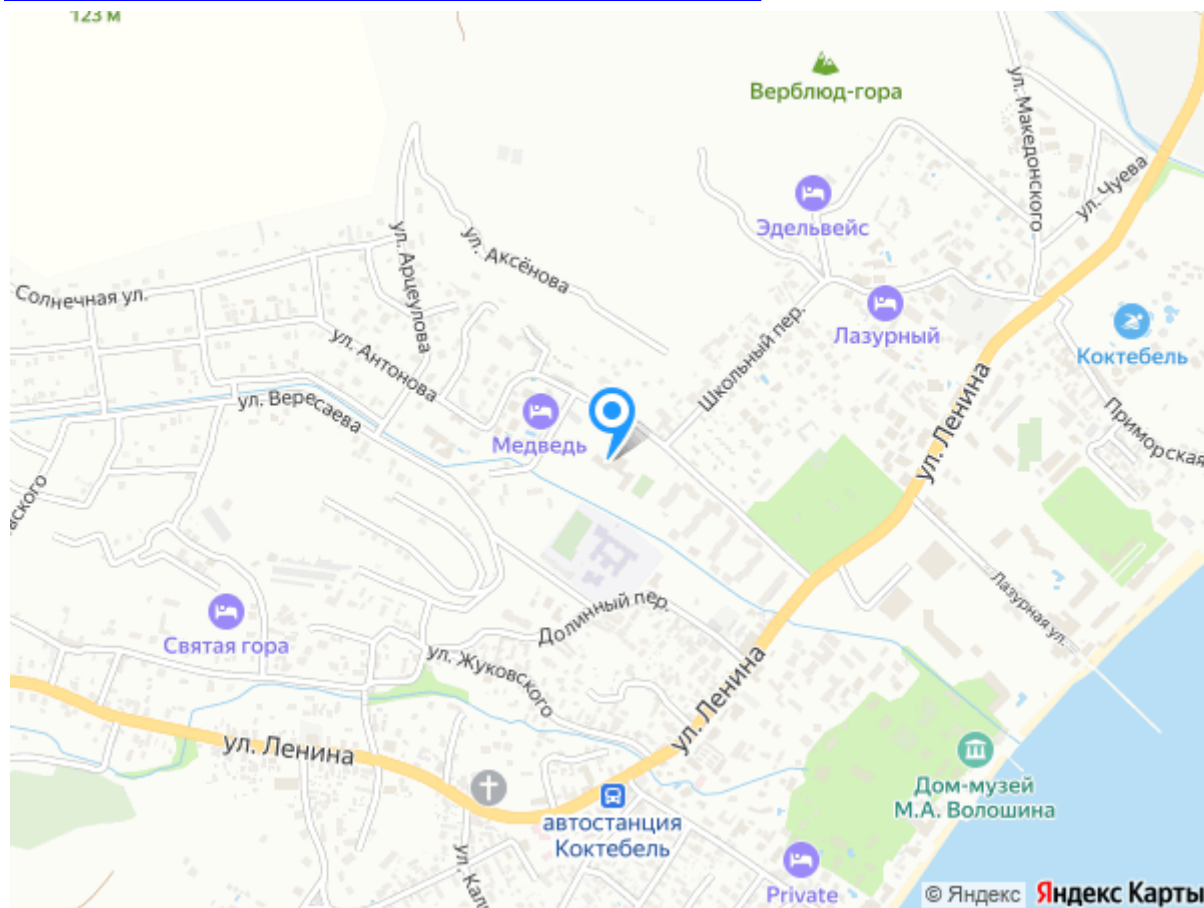 123 м
Верблюд-гора
ул. Македонского
ул. Чуева
Эдельвейс
ул. Аксёнова
ул. Арцеулова
Солнечная ул.
Лазурный
Школьный пер.
Коктебель
ул. Антонова
ул. Вересаева
Медведь
ул. Ленина
Приморская
Лазурная ул.
Долинный пер.
Святая гора
ул. Жуковского
ул. Ленина
ул. Ленина
Дом-музей
М.А. Волошина
автостанция
Коктебель
Private
© Яндекс Яндекс Карты